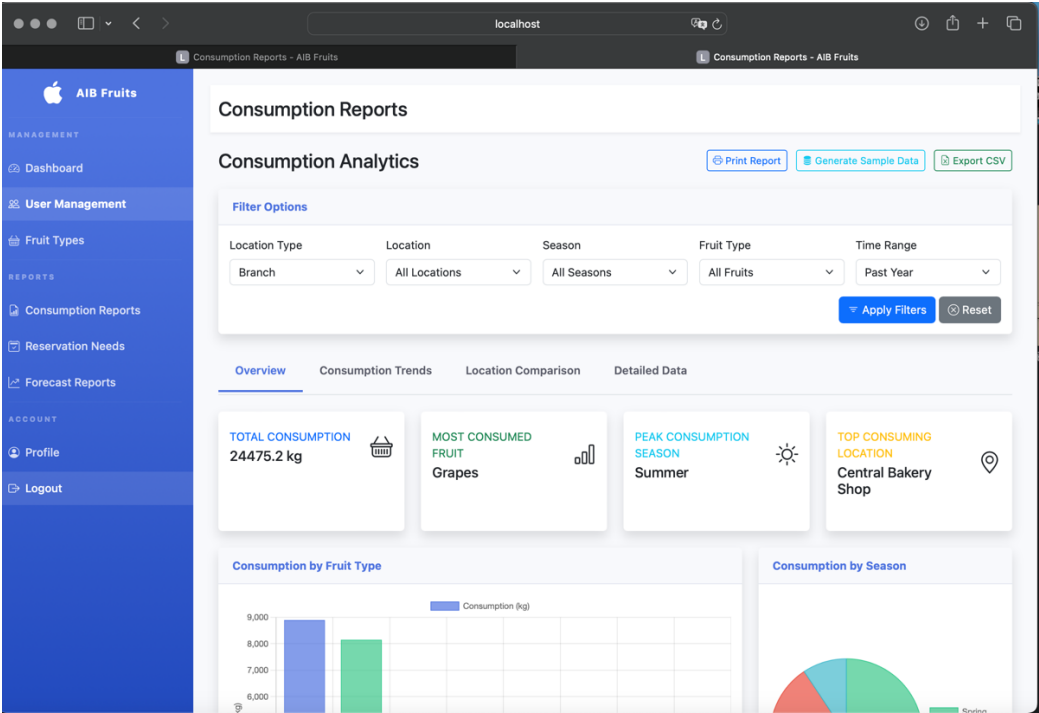 localhost
L Consumption Reports - AIB Fruits
L Consumption Reports - AIB Fruits
AIB Fruits
MANAGEMENT
Dashboard
User Management
Fruit Types
REPORTS
Consumption Reports
Reservation Needs
Forecast Reports
ACCOUNT
Profile
Logout
Consumption Reports
Consumption Analytics
Print Report
Generate Sample Data
Export CSV
Filter Options
Location Type
Location
Season
Fruit Type
Time Range
Branch
All Locations
All Seasons
All Fruits
Past Year
Apply Filters
Reset
Overview
Consumption Trends
Location Comparison
Detailed Data
TOTAL CONSUMPTION
24475.2 kg
MOST CONSUMED
FRUIT
Grapes
PEAK CONSUMPTION
SEASON
Summer
TOP CONSUMING
LOCATION
Central Bakery
Shop
Consumption by Fruit Type
Consumption (kg)
9,000
8,000
7,000
6,000
Consumption by Season
Spring